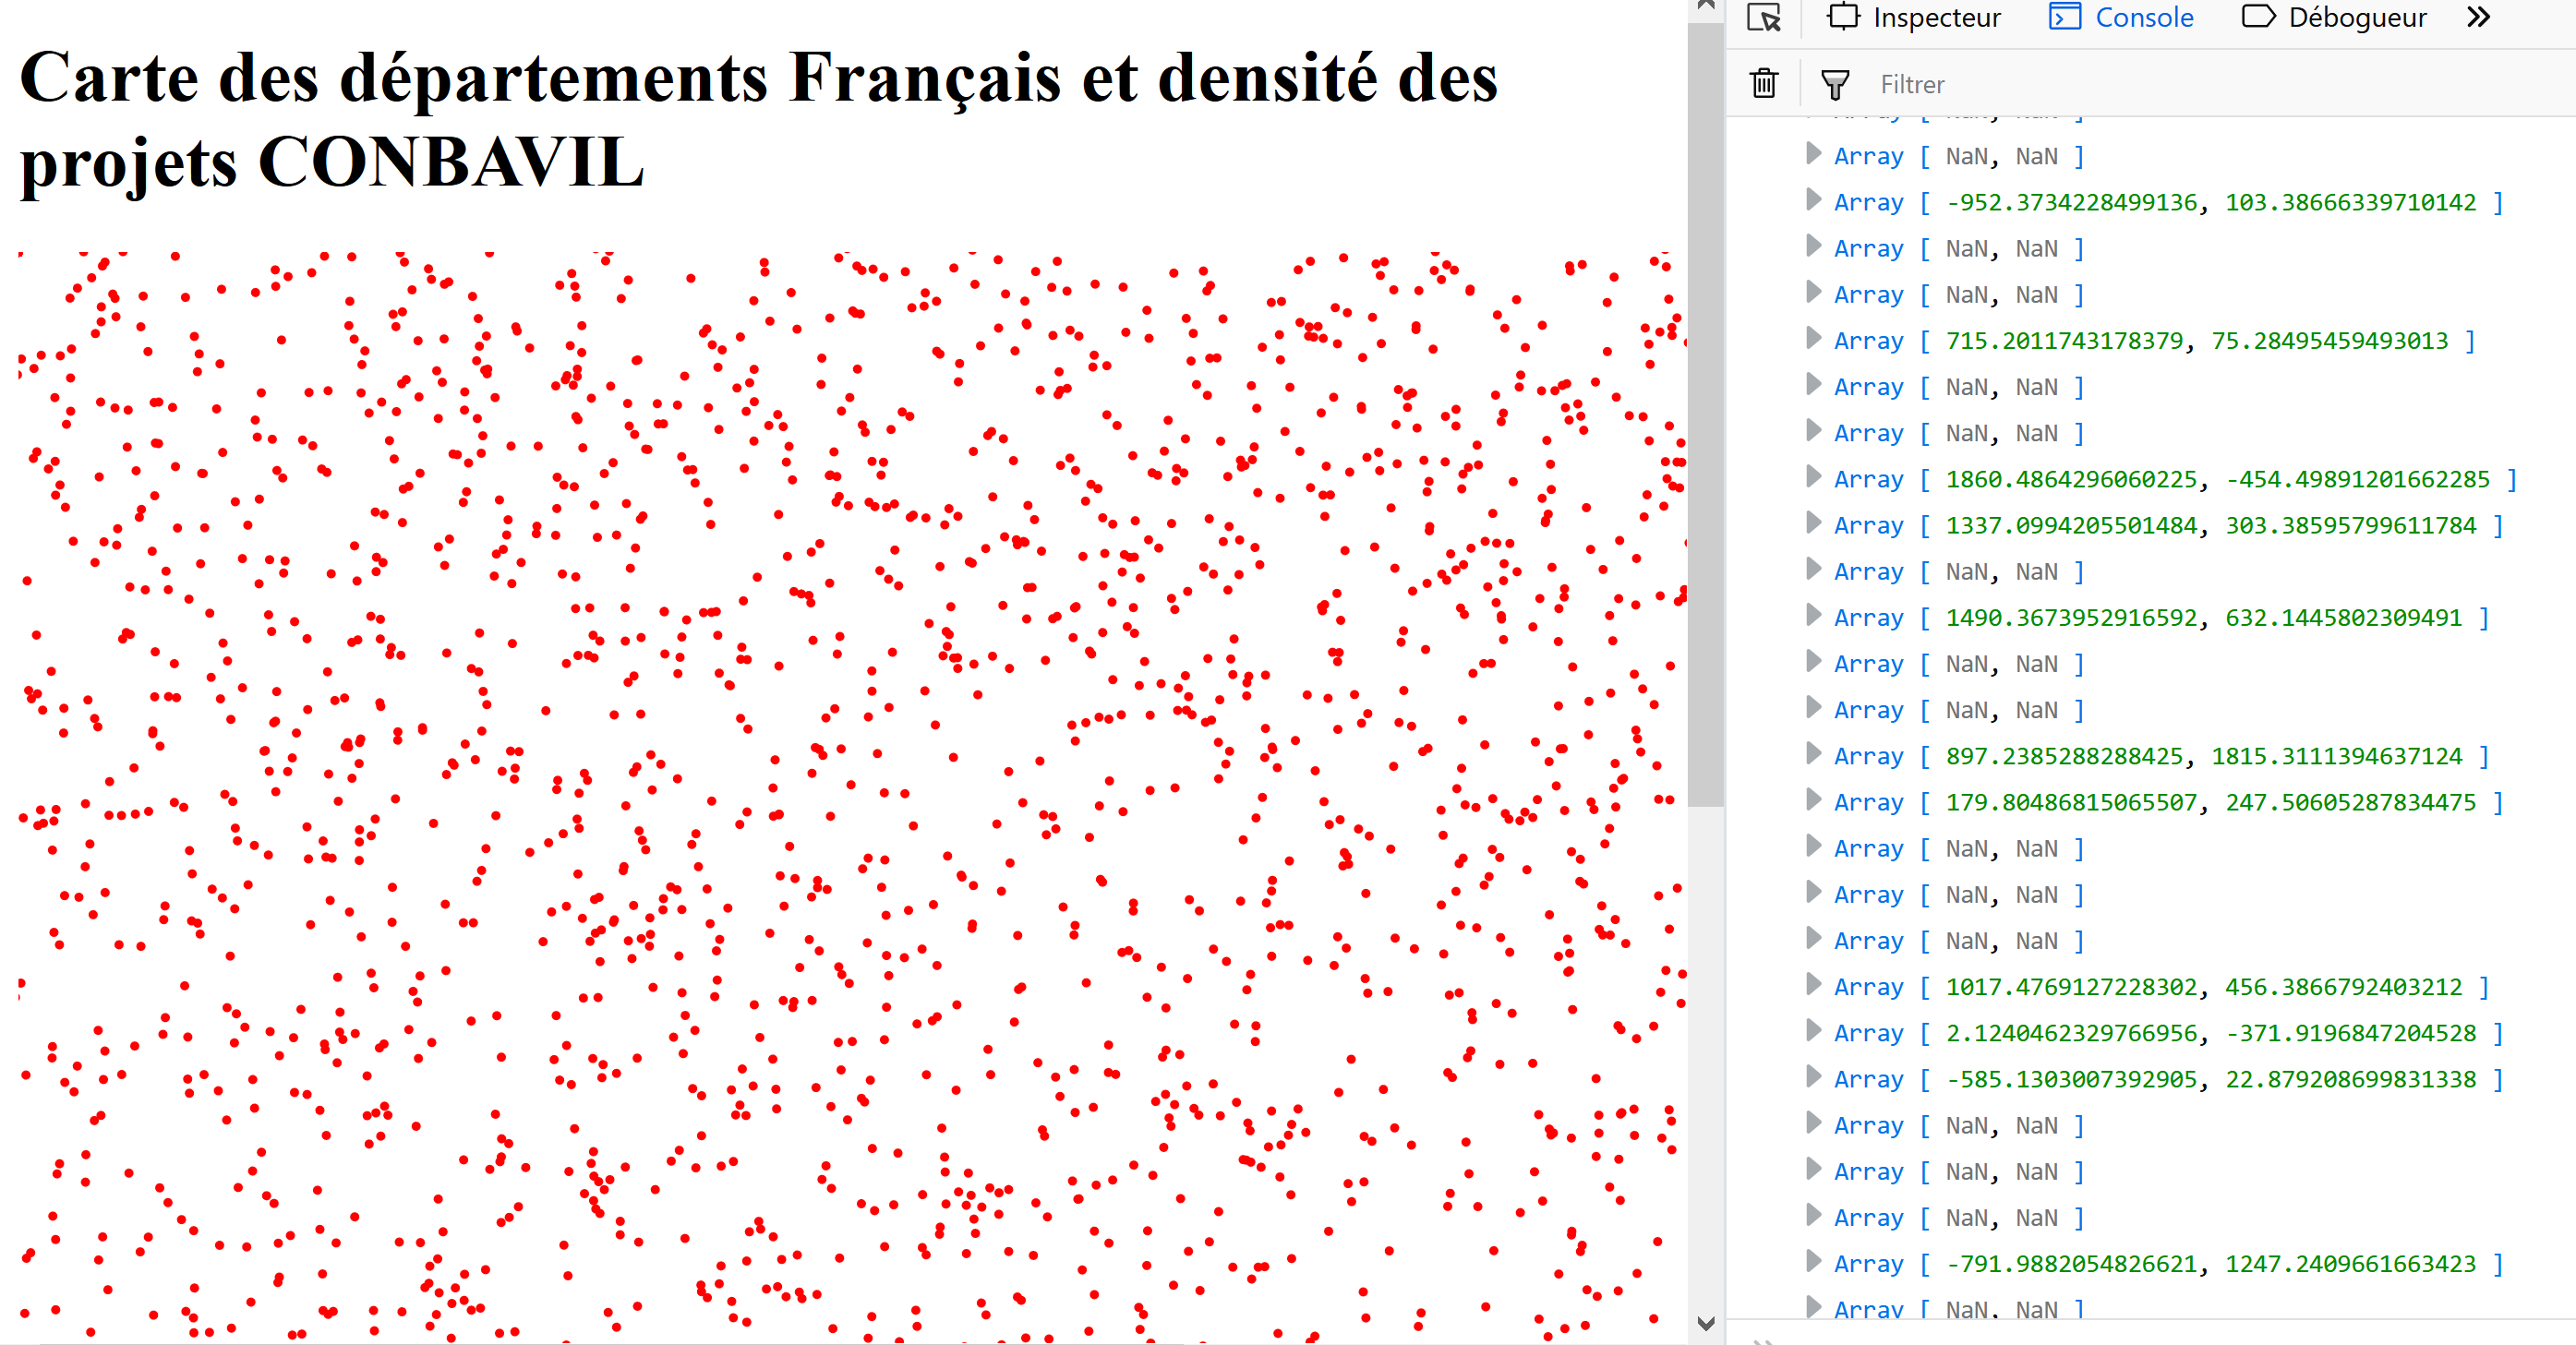 Carte des départements Français et densité des
projets CONBAVIL
Inspecteur
Console
Débogueur
Filtrer
Array [ NaN, NaN ]
Array [ NaN, NaN ]
Array [ -952.3734228499136, 103.38666339710142 ]
Array [ NaN, NaN ]
Array [ NaN, NaN ]
Array [ 715.2011743178379, 75.28495459493013 ]
Array [ NaN, NaN ]
Array [ NaN, NaN ]
Array [ 1860.4864296060225, -454.49891201662285 ]
Array [ 1337.0994205501484, 303.38595799611784 ]
Array [ NaN, NaN ]
Array [ 1490.3673952916592, 632.1445802309491 ]
Array [ NaN, NaN ]
Array [ NaN, NaN ]
Array [ 897.2385288288425, 1815.3111394637124 ]
Array [ 179.80486815065507, 247.50605287834475 ]
Array [ NaN, NaN ]
Array [ NaN, NaN ]
Array [ NaN, NaN ]
Array [ 1017.4769127228302, 456.3866792403212 ]
Array [ 2.1240462329766956, -371.9196847204528 ]
Array [ -585.1303007392905, 22.879208699831338 ]
Array [ NaN, NaN ]
Array [ NaN, NaN ]
Array [ NaN, NaN ]
Array [ -791.9882054826621, 1247.2409661663423 ]
Array [ NaN, NaN ]